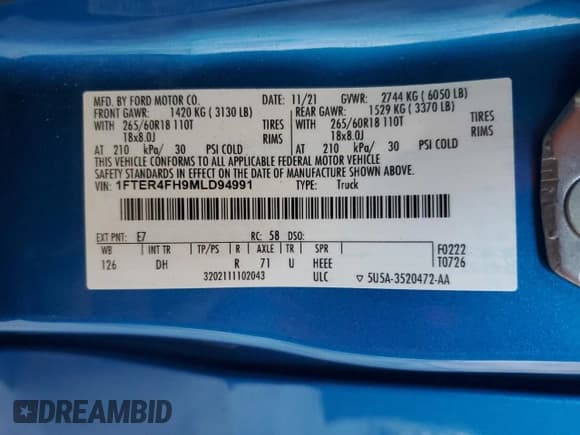 MFD. BY FORD MOTOR CO. DATE: 11/21 GVWR: 2744 KG ( 6050 LB)
FRONT GAWR: 1420 KG ( 3130 LB) REAR GAWR: 1529 KG ( 3370 LB)
WITH 265/60R18 110T TIRES WITH 265/60R18 110T TIRES
18x8.0J 18x8.0J
AT 210 kPa/ 30 PSI COLD AT 210 kPa/ 30 PSI COLD
THIS VEHICLE CONFORMS TO ALL APPLICABLE FEDERAL MOTOR VEHICLE
SAFETY STANDARDS IN EFFECT ON THE DATE OF MANUFACTURE SHOWN ABOVE.
VIN: 1FTER4FH9MLD94991 TYPE: Truck
EXT PNT: E7 RC: 58 DSO:
WB INT TR TP/PS R AXLE TR SPR F0222
126 DH R 71 U HEEE T0726
3202111102043 ULC ▽ 5U5A-3520472-AA
DREAMBID